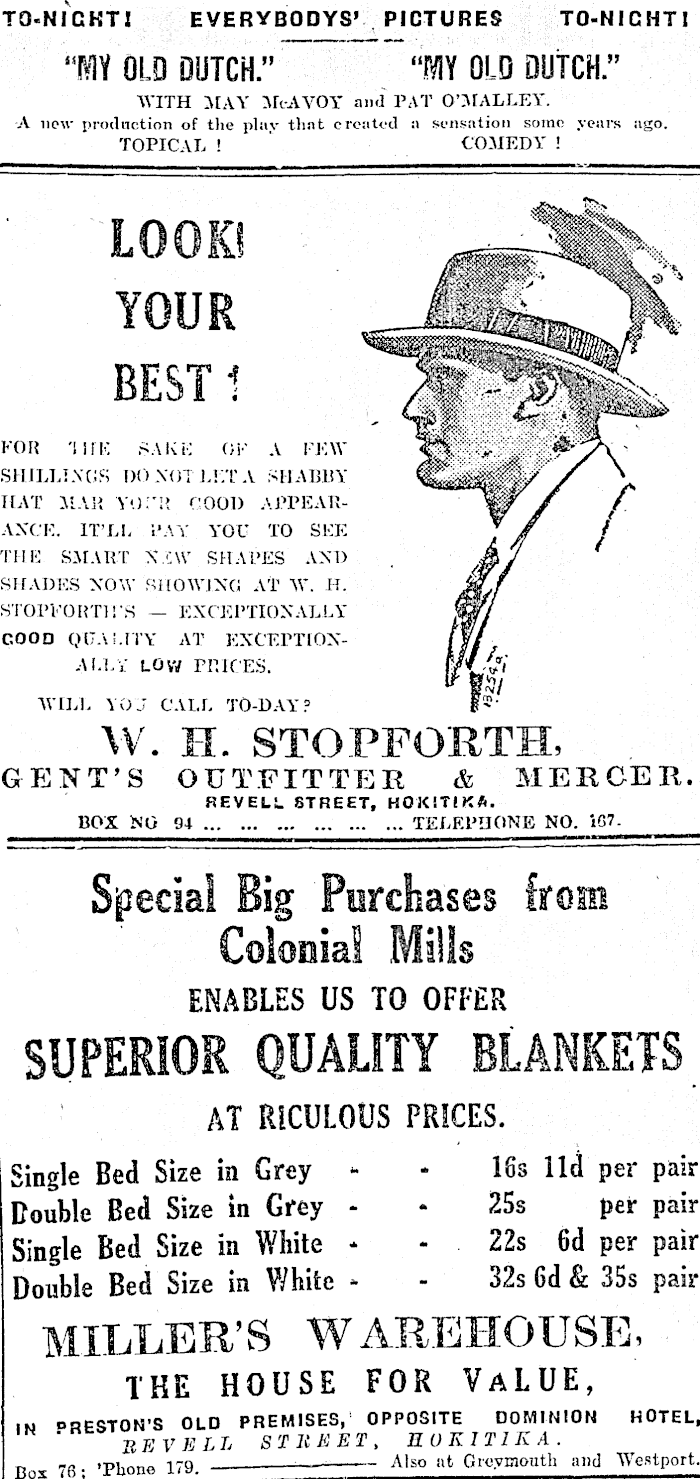 TO-NIGHT! EVERYBODYS' PICTURES TO-NIGHT!
"MY OLD DUTCH." "MY OLD DUTCH."
WITH MAY McAVOY and PAT O'MALLEY.
A new production of the play that created a sensation some years ago.
TOPICAL ! COMEDY !
LOOK!
YOUR
BEST !
FOR THE SAKE OF A FEW
SHILLINGS DO NOT LET A SHABBY
HAT MAR YOUR GOOD APPEAR-
ANCE. IT'LL PAY YOU TO SEE
THE SMART NEW SHAPES AND
SHADES NOW SHOWING AT W. H.
STOPFORTH'S — EXCEPTIONALLY
GOOD QUALITY AT EXCEPTION-
ALLY LOW PRICES.
WILL YOU CALL TO-DAY?
W. H. STOPFORTH,
GENT'S OUTFITTER & MERCER.
REVELL STREET, HOKITIKA.
BOX NO 94 ... ... ... ... ... ... TELEPHONE NO. 167.
Special Big Purchases from
Colonial Mills
ENABLES US TO OFFER
SUPERIOR QUALITY BLANKETS
AT RICULOUS PRICES.
Single Bed Size in Grey - - 16s 11d per pair
Double Bed Size in Grey - - 25s per pair
Single Bed Size in White - - 22s 6d per pair
Double Bed Size in White - - 32s 6d & 35s pair
MILLER'S WAREHOUSE,
THE HOUSE FOR VALUE,
IN PRESTON'S OLD PREMISES, OPPOSITE DOMINION HOTEL,
REVELL STREET, HOKITIKA.
Box 76; 'Phone 179. Also at Greymouth and Westport.